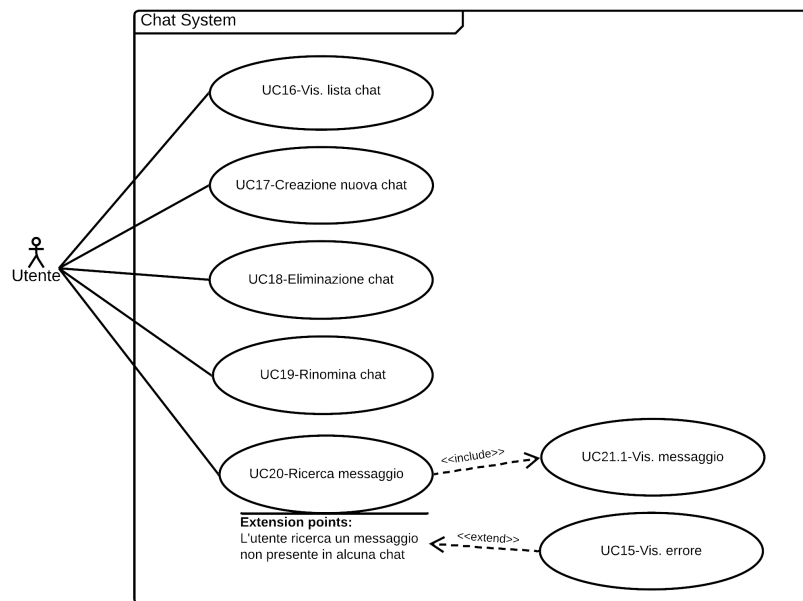 Chat System
UC16-Vis. lista chat
UC17-Creazione nuova chat
Utente
UC18-Eliminazione chat
UC19-Rinomina chat
UC20-Ricerca messaggio
<<include>>
UC21.1-Vis. messaggio
Extension points:
L'utente ricerca un messaggio
non presente in alcuna chat
<<extend>>
UC15-Vis. errore